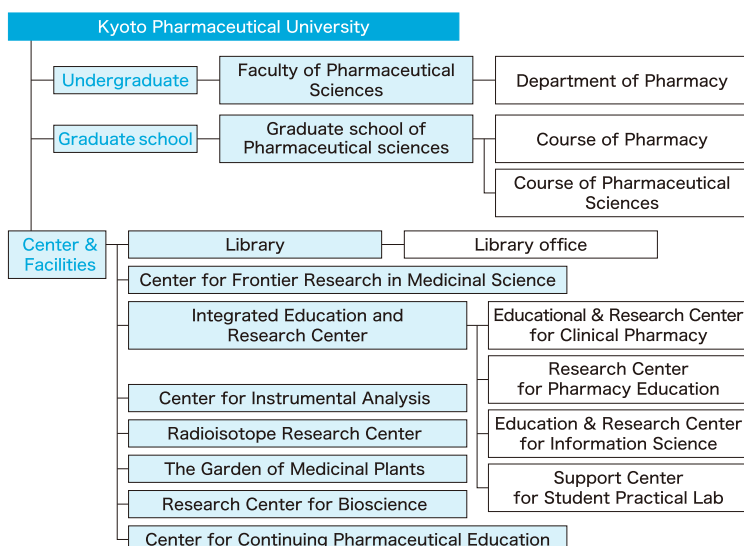 Kyoto Pharmaceutical University
Undergraduate
Faculty of Pharmaceutical
Sciences
Department of Pharmacy
Graduate school
Graduate school of
Pharmaceutical sciences
Course of Pharmacy
Course of Pharmaceutical
Sciences
Center &
Facilities
Library
Library office
Center for Frontier Research in Medicinal Science
Integrated Education and
Research Center
Educational & Research Center
for Clinical Pharmacy
Research Center
for Pharmacy Education
Education & Research Center
for Information Science
Support Center
for Student Practical Lab
Center for Instrumental Analysis
Radioisotope Research Center
The Garden of Medicinal Plants
Research Center for Bioscience
Center for Continuing Pharmaceutical Education